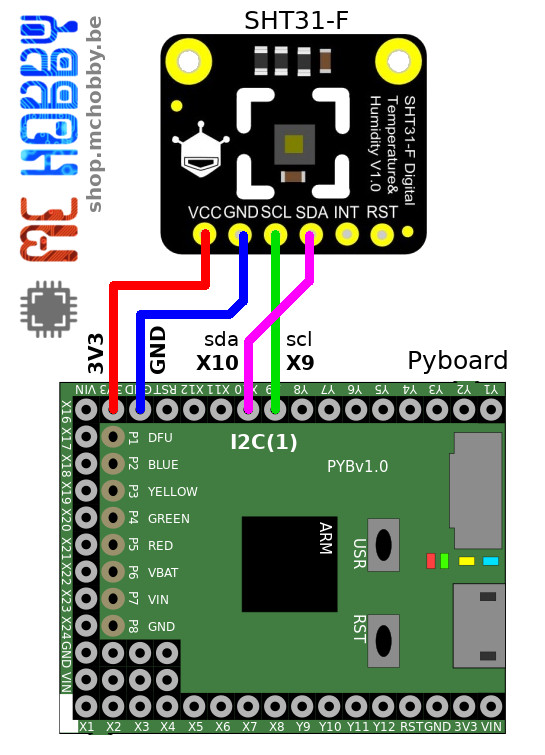 SHT31-F
MC HOBBY
shop.mchobby.be
SHT31-F Digital
Temperature&
Humidity V1.0
VCC GND SCL SDA INT RST
3V3
GND
sda
X10
scl
X9
Pyboard
VIN 3V3 GND RST X12 X11 X10 X9 Y8 Y7 Y6 Y5 Y4 Y3 Y2 Y1
X16 X17 X18 X19 X20 X21 X22 X23 X24 GND VIN
P1 DFU
P2 BLUE
P3 YELLOW
P4 GREEN
P5 RED
P6 VBAT
P7 VIN
P8 GND
I2C(1)
PYBv1.0
ARM
USR
RST
X1 X2 X3 X4 X5 X6 X7 X8 Y9 Y10 Y11 Y12 RST GND 3V3 VIN